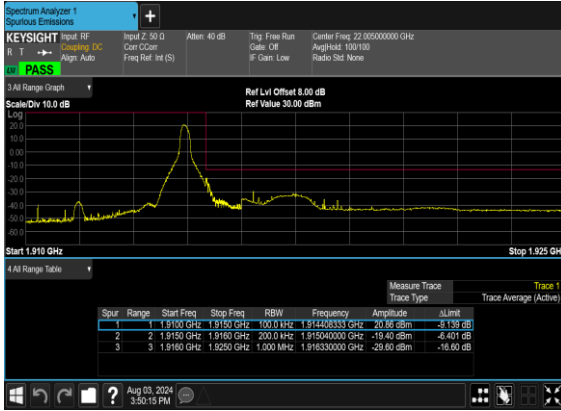 Spectrum Analyzer 1
Spurious Emissions
KEYSIGHT Input: RF Input Z: 50 Ω Atten: 40 dB Trig: Free Run Center Freq: 22.005000000 GHz
R T Coupling: DC Corr CCorr Gate: Off Avg|Hold: 100/100
Align: Auto Freq Ref: Int (S) IF Gain: Low Radio Std: None
PASS
3 All Range Graph
Ref Lvl Offset 8.00 dB
Scale/Div 10.0 dB Ref Value 30.00 dBm
Log
20.0
10.0
0.00
-10.0
-20.0
-30.0
-40.0
-50.0
-60.0
Start 1.910 GHz Stop 1.925 GHz
4 All Range Table
Measure Trace Trace 1
Trace Type Trace Average (Active)
Spur Range Start Freq Stop Freq RBW Frequency Amplitude ΔLimit
1 1 1.9100 GHz 1.9150 GHz 100.0 kHz 1.914408333 GHz 20.86 dBm -9.139 dB
2 2 1.9150 GHz 1.9160 GHz 200.0 kHz 1.915040000 GHz -19.40 dBm -6.401 dB
3 3 1.9160 GHz 1.9250 GHz 1.000 MHz 1.916330000 GHz -29.60 dBm -16.60 dB
Aug 03, 2024
3:50:15 PM